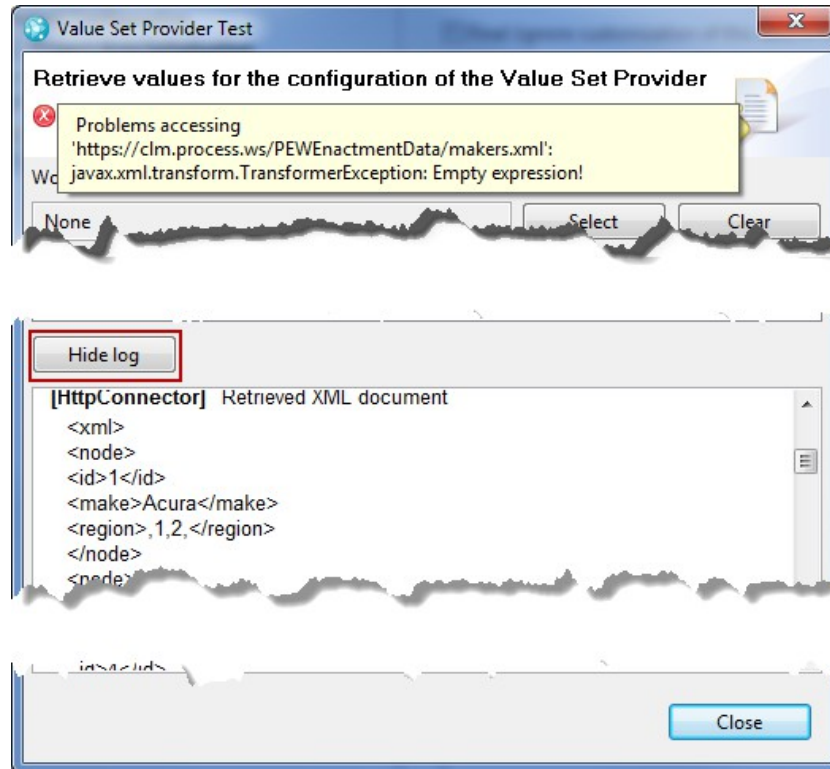 Value Set Provider Test
Retrieve values for the configuration of the Value Set Provider
Problems accessing
'https://clm.process.ws/PEWEnactmentData/makers.xml':
javax.xml.transform.TransformerException: Empty expression!
None
Select
Clear
Hide log
[HttpConnector] Retrieved XML document
<xml>
<node>
<id>1</id>
<make>Acura</make>
<region>,1,2,</region>
</node>
<node>
Close